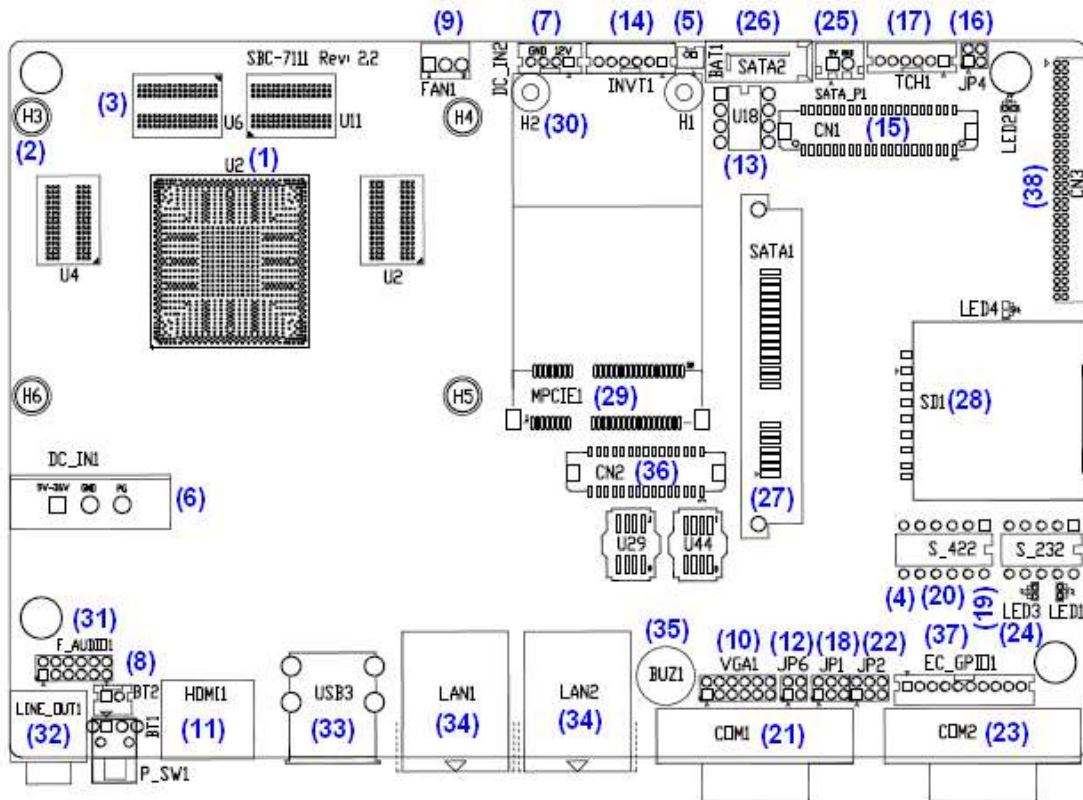 (9) (7) (14) (5) (26) (25) (17) (16)
SBC-7111 Rev: 2.2
DC_IN2 GND 12V
BAT1 SATA2
FAN1 INVT1 SATA_P1 TCH1 JP4
(3)
H3 U6 U11 H4 H2 (30) H1 U18 CN1 (15) LED2
(2) (1) (13)
U2
(38) CN3
U4 U2
SATA1
LED4
H6 H5 MPCIE1 (29) SD1 (28)
DC_IN1
CN2 (36)
9V-36V GND PG (6) (27)
U29 U44 S_422 S_232
(4) (20) (19) LED3 LED1
(31) (35) (10) (12) (18) (22) (37) (24)
F_AUDIO1
(8) VGA1 JP6 JP1 JP2 EC_GPIO1
BUZ1
BT2
LINE_OUT1 HDMI1 USB3 LAN1 LAN2
BT1
(32) (11) (33) (34) (34) COM1 (21) COM2 (23)
P_SW1